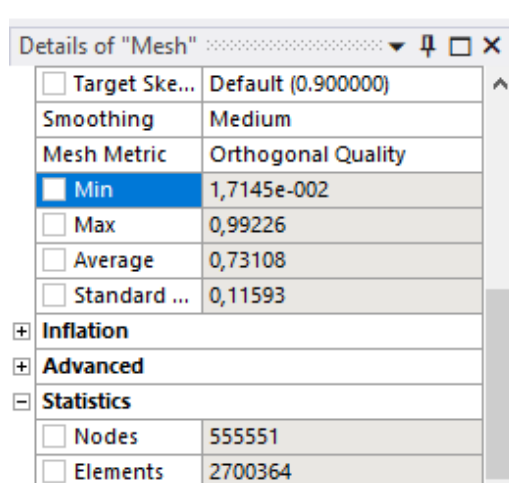 Details of "Mesh"
Target Ske... Default (0.900000)
Smoothing Medium
Mesh Metric Orthogonal Quality
Min 1,7145e-002
Max 0,99226
Average 0,73108
Standard ... 0,11593
Inflation
Advanced
Statistics
Nodes 555551
Elements 2700364